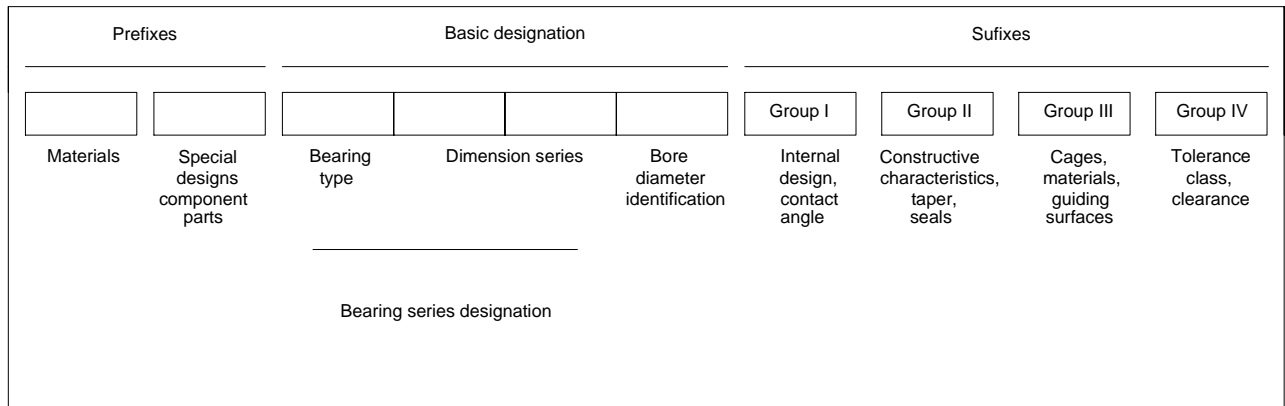 Prefixes
Basic designation
Sufixes
Group I
Group II
Group III
Group IV
Materials
Special
designs
component
parts
Bearing
type
Dimension series
Bore
diameter
identification
Internal
design,
contact
angle
Constructive
characteristics,
taper,
seals
Cages,
materials,
guiding
surfaces
Tolerance
class,
clearance
Bearing series designation